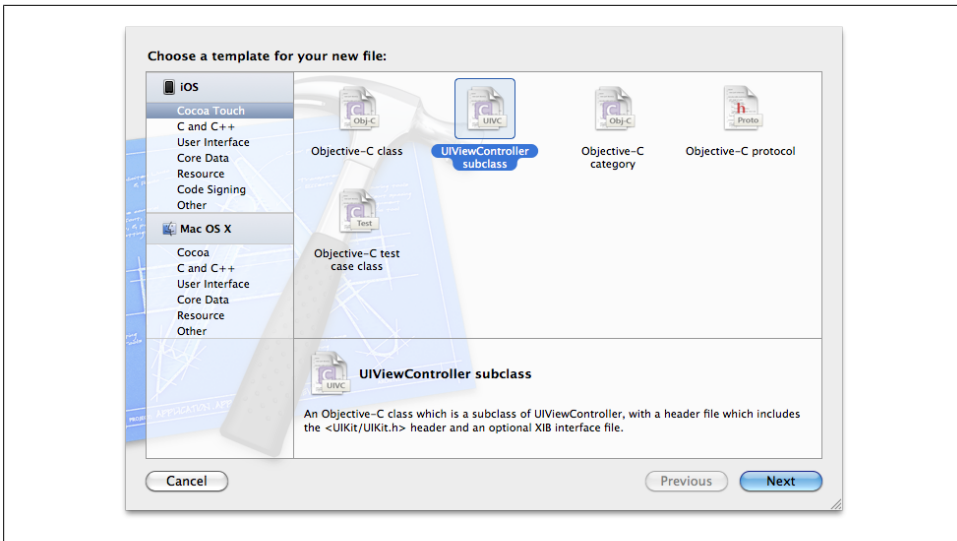 Choose a template for your new file:
iOS
Cocoa Touch
C and C++
User Interface
Core Data
Resource
Code Signing
Other
Mac OS X
Cocoa
C and C++
User Interface
Core Data
Resource
Other
Obj-C
Objective-C class
UIVC
UIViewController
subclass
Obj-C
Objective-C
category
h
Proto
Objective-C protocol
Test
Objective-C test
case class
UIVC
UIViewController subclass
An Objective-C class which is a subclass of UIViewController, with a header file which includes
the <UIKit/UIKit.h> header and an optional XIB interface file.
Cancel
Previous
Next